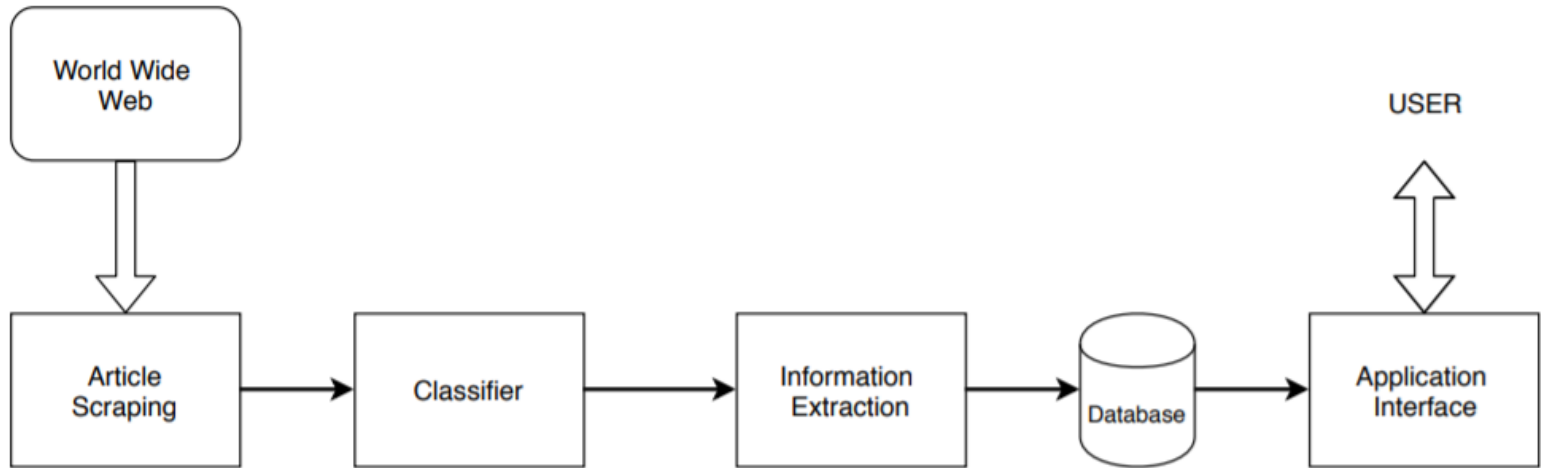 World Wide
Web
USER
Article
Scraping
Classifier
Information
Extraction
Database
Application
Interface